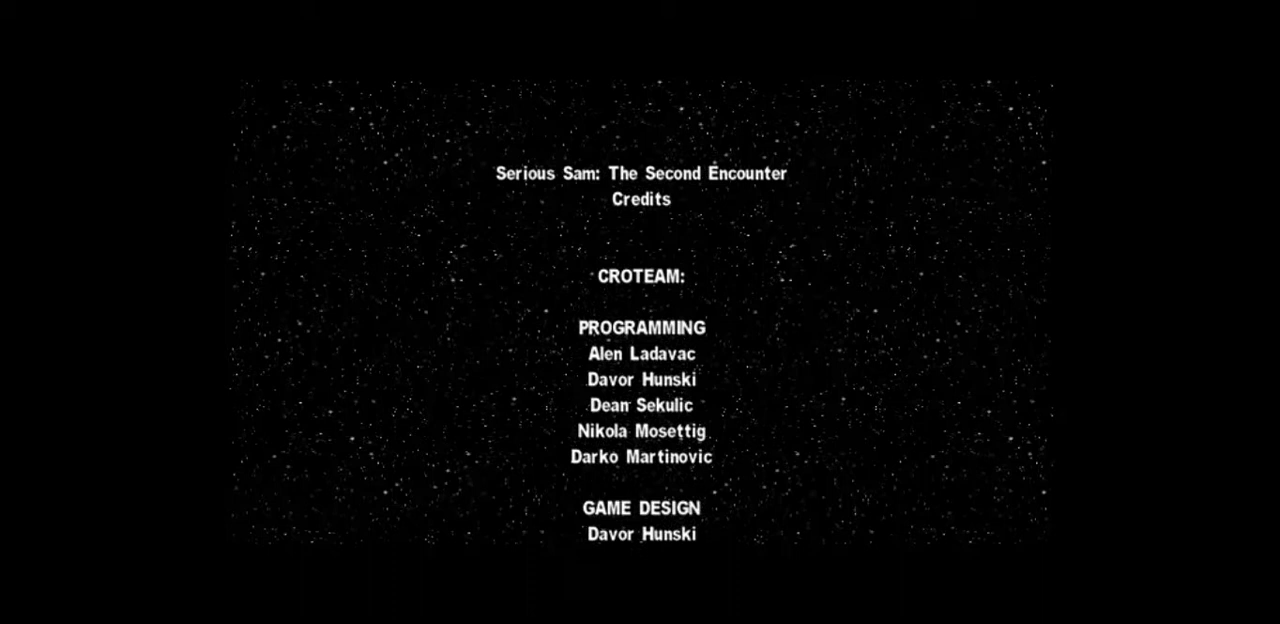 Serious Sam: The Second Encounter
Credits
CROTEAM:
PROGRAMMING
Alen Ladavac
Davor Hunski
Dean Sekulic
Nikola Mosettig
Darko Martinovic
GAME DESIGN
Davor Hunski